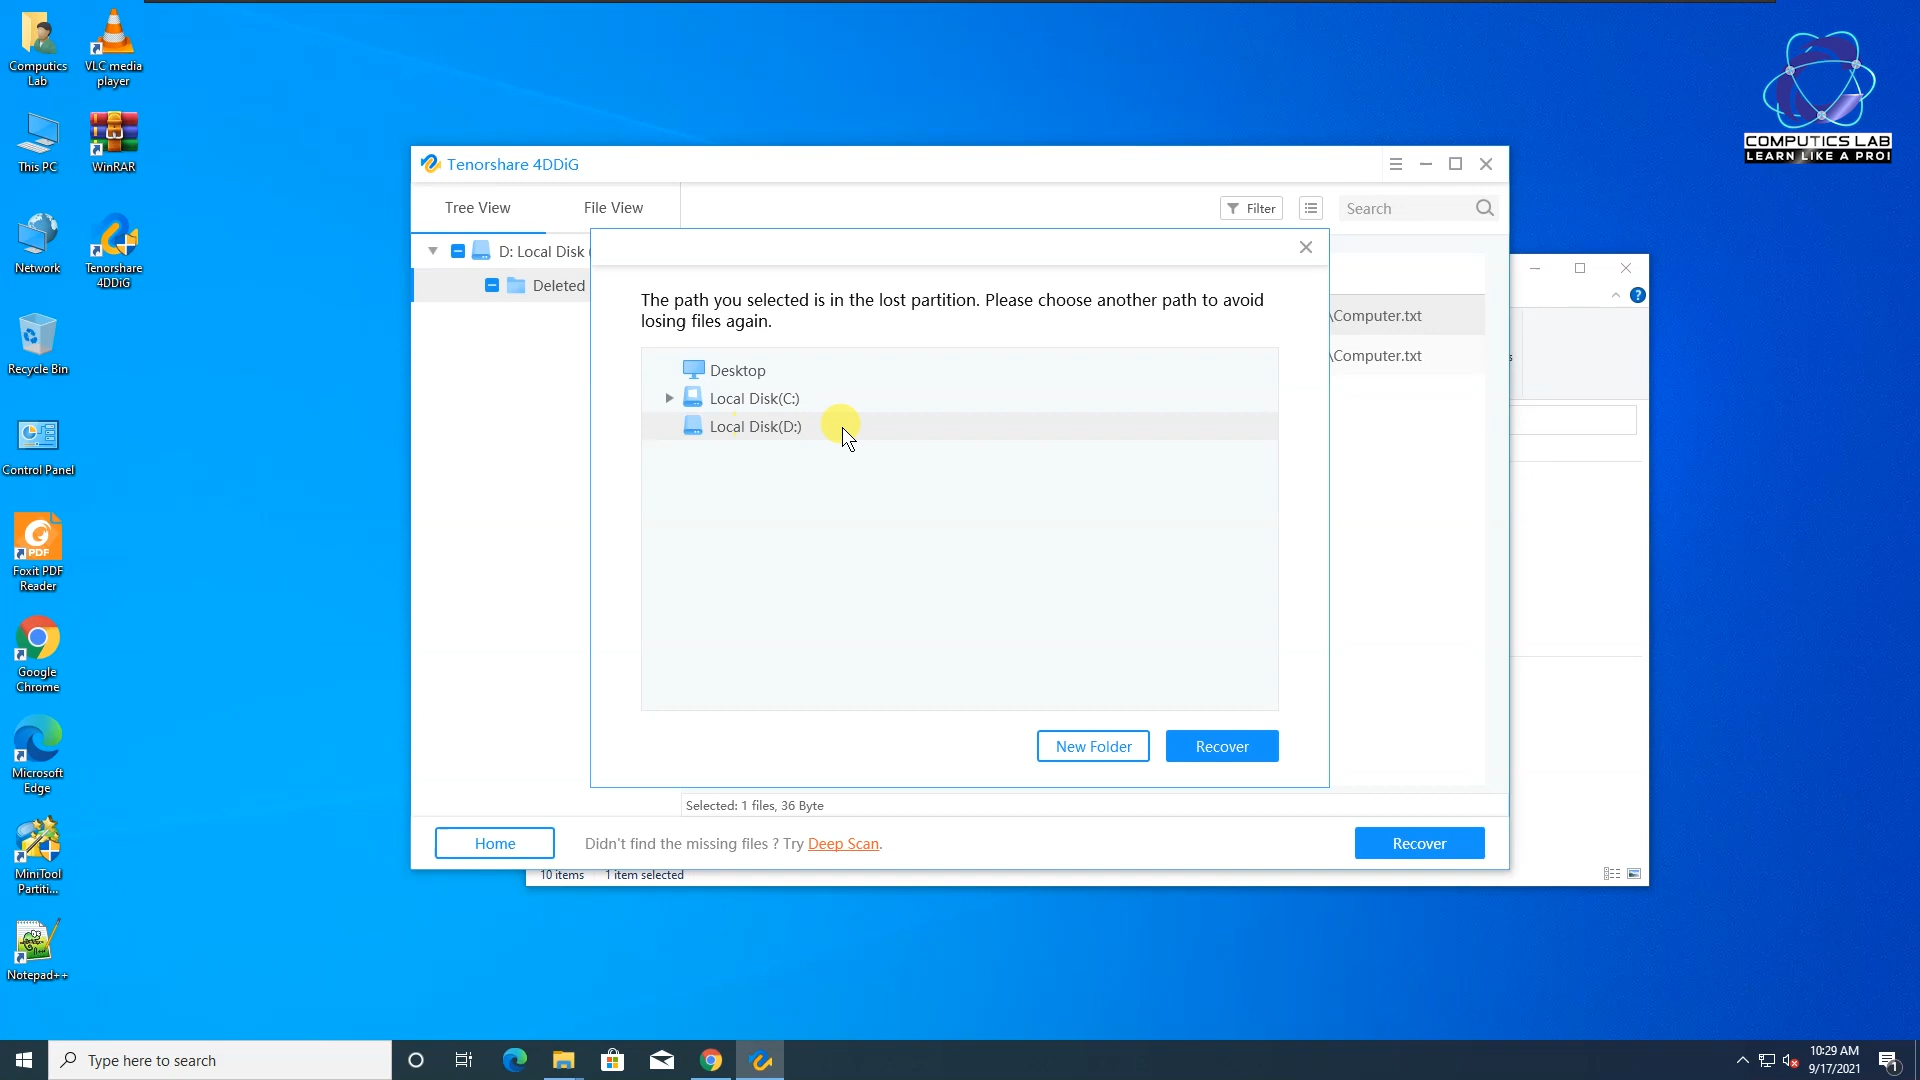 Computics
Lab
VLC media
player
This PC
WinRAR
Network
Tenorshare
4DDiG
Recycle Bin
Control Panel
PDF
Foxit PDF
Reader
Google
Chrome
Microsoft
Edge
MiniTool
Partiti...
Notepad++
COMPUTICS LAB
LEARN LIKE A PRO!
Tenorshare 4DDiG
Tree View
File View
Filter
Search
D: Local Disk (
Deleted
\Computer.txt
\Computer.txt
The path you selected is in the lost partition. Please choose another path to avoid
losing files again.
Desktop
Local Disk(C:)
Local Disk(D:)
New Folder
Recover
Selected: 1 files, 36 Byte
Home
Didn't find the missing files ? Try Deep Scan.
Recover
?
s
10 items
1 item selected
Type here to search
10:29 AM
9/17/2021
1